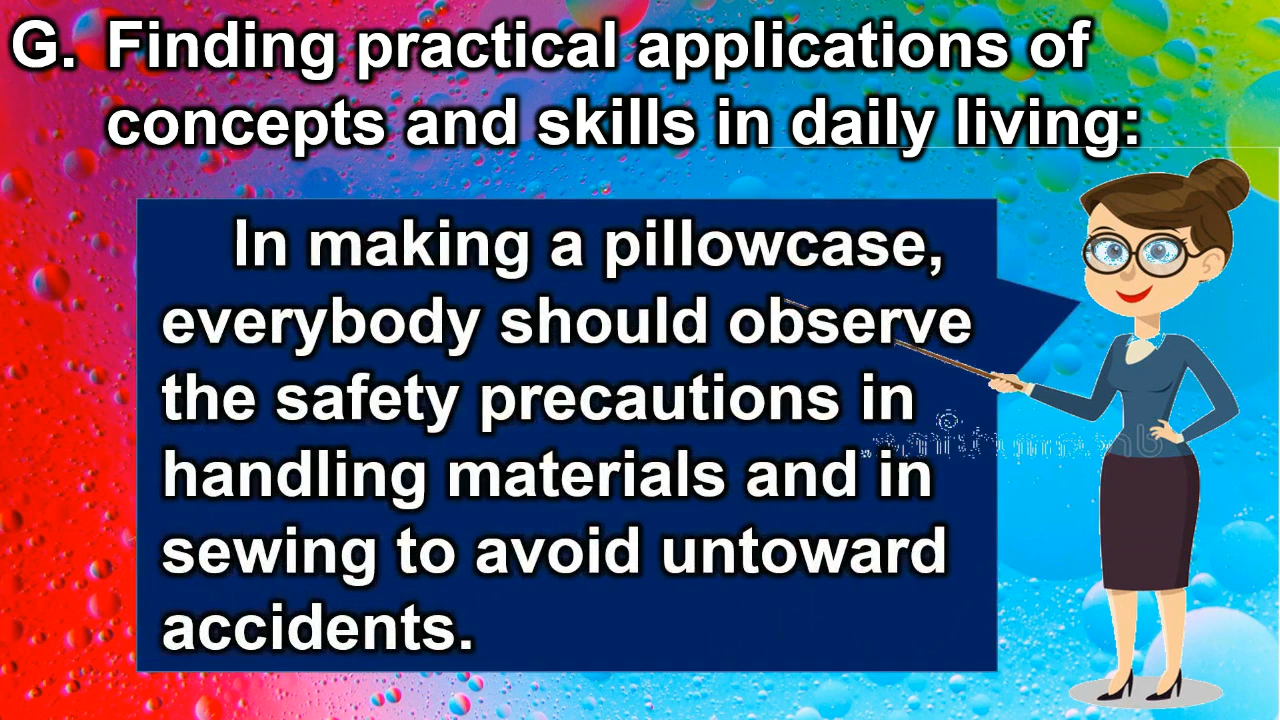 G. Finding practical applications of
concepts and skills in daily living:
In making a pillowcase,
everybody should observe
the safety precautions in
handling materials and in
sewing to avoid untoward
accidents.